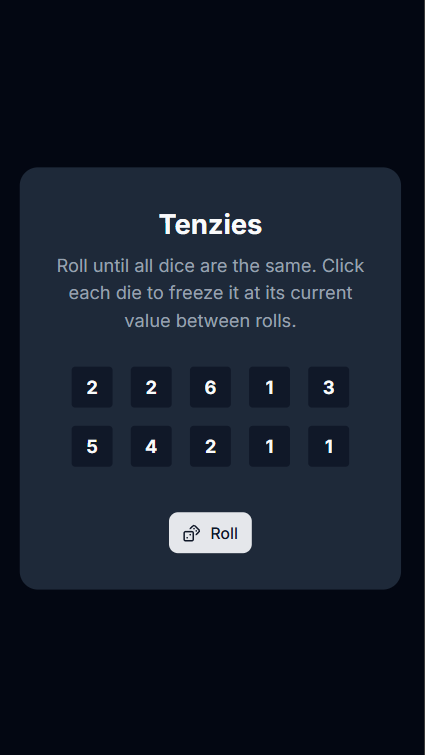 Tenzies
Roll until all dice are the same. Click
each die to freeze it at its current
value between rolls.
2 2 6 1 3
5 4 2 1 1
Roll